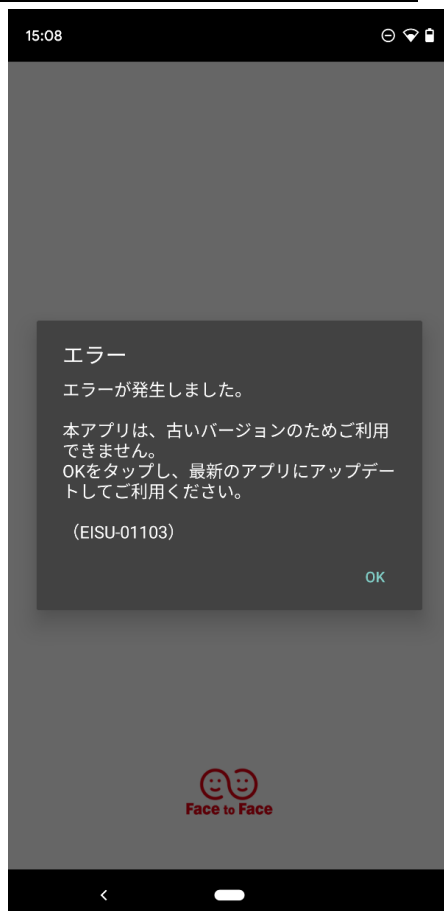 15:08
エラー
エラーが発生しました。
本アプリは、古いバージョンのためご利用
できません。
OKをタップし、最新のアプリにアップデー
トしてご利用ください。
（EISU-01103）
OK
Face to Face